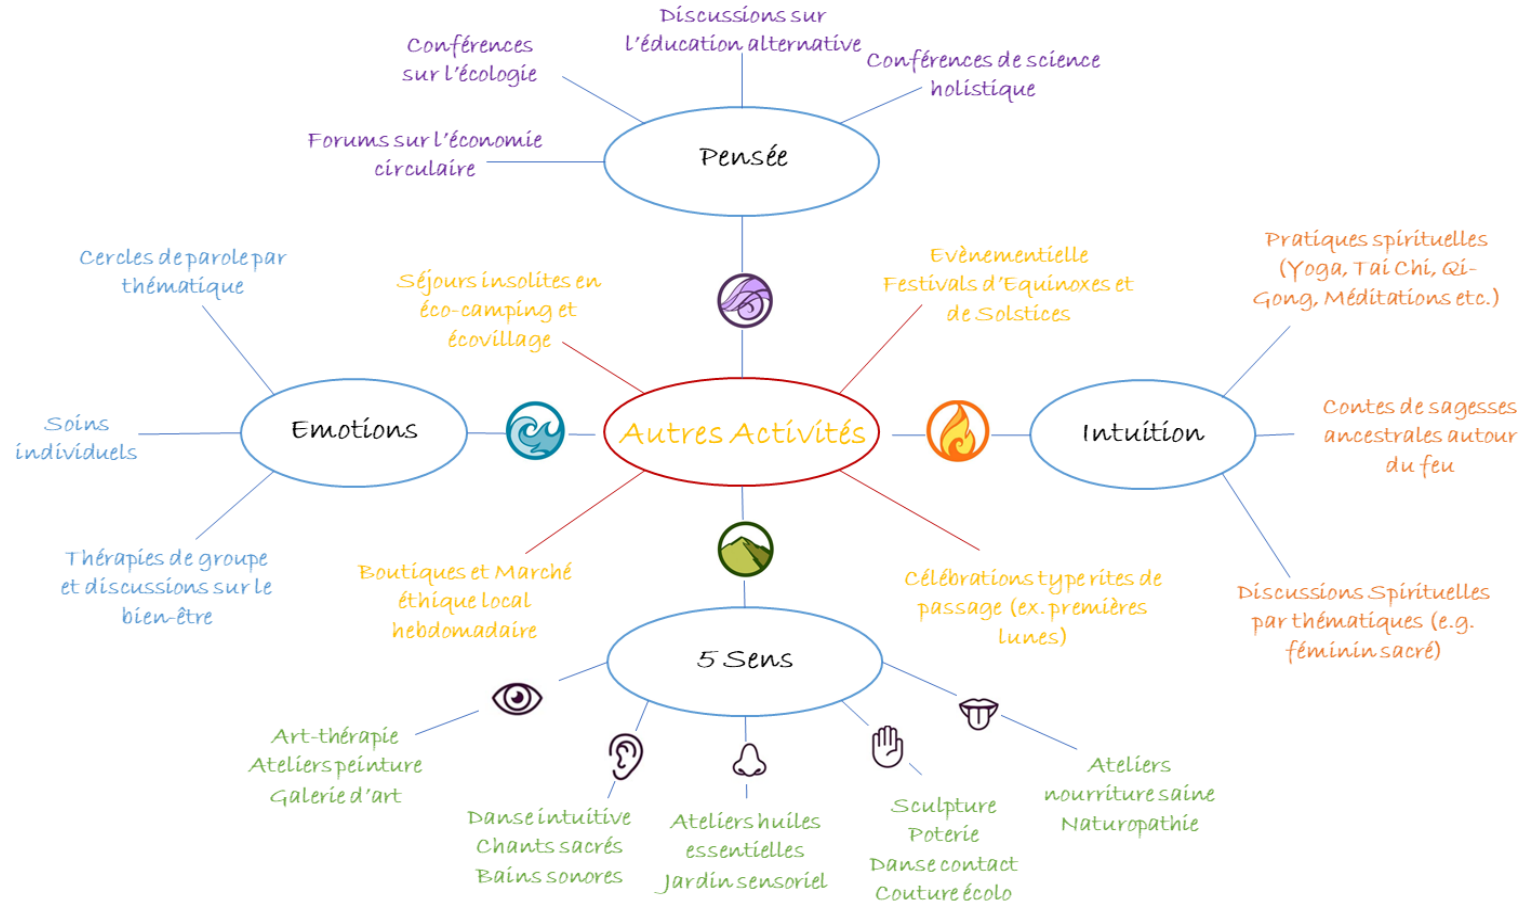 Discussions sur
l'éducation alternative
Conférences
sur l'écologie
Conférences de science
holistique
Forums sur l'économie
circulaire
Pensée
Cercles de parole par
thématique
Séjours insolites en
éco-camping et
écovillage
Evènementielle
Festivals d'Equinoxes et
de Solstices
Pratiques spirituelles
(Yoga, Tai Chi, Qi-
Gong, Méditations etc.)
Soins
individuels
Emotions
Autres Activités
Intuition
Contes de sagesses
ancestrales autour
du feu
Thérapies de groupe
et discussions sur le
bien-être
Boutiques et Marché
éthique local
hebdomadaire
Célébrations type rites de
passage (ex. premières
lunes)
Discussions Spirituelles
par thématiques (e.g.
féminin sacré)
5 Sens
Art-thérapie
Ateliers peinture
Galerie d'art
Danse intuitive
Chants sacrés
Bains sonores
Ateliers huiles
essentielles
Jardin sensoriel
Sculpture
Poterie
Danse contact
Couture écolo
Ateliers
nourriture saine
Naturopathie